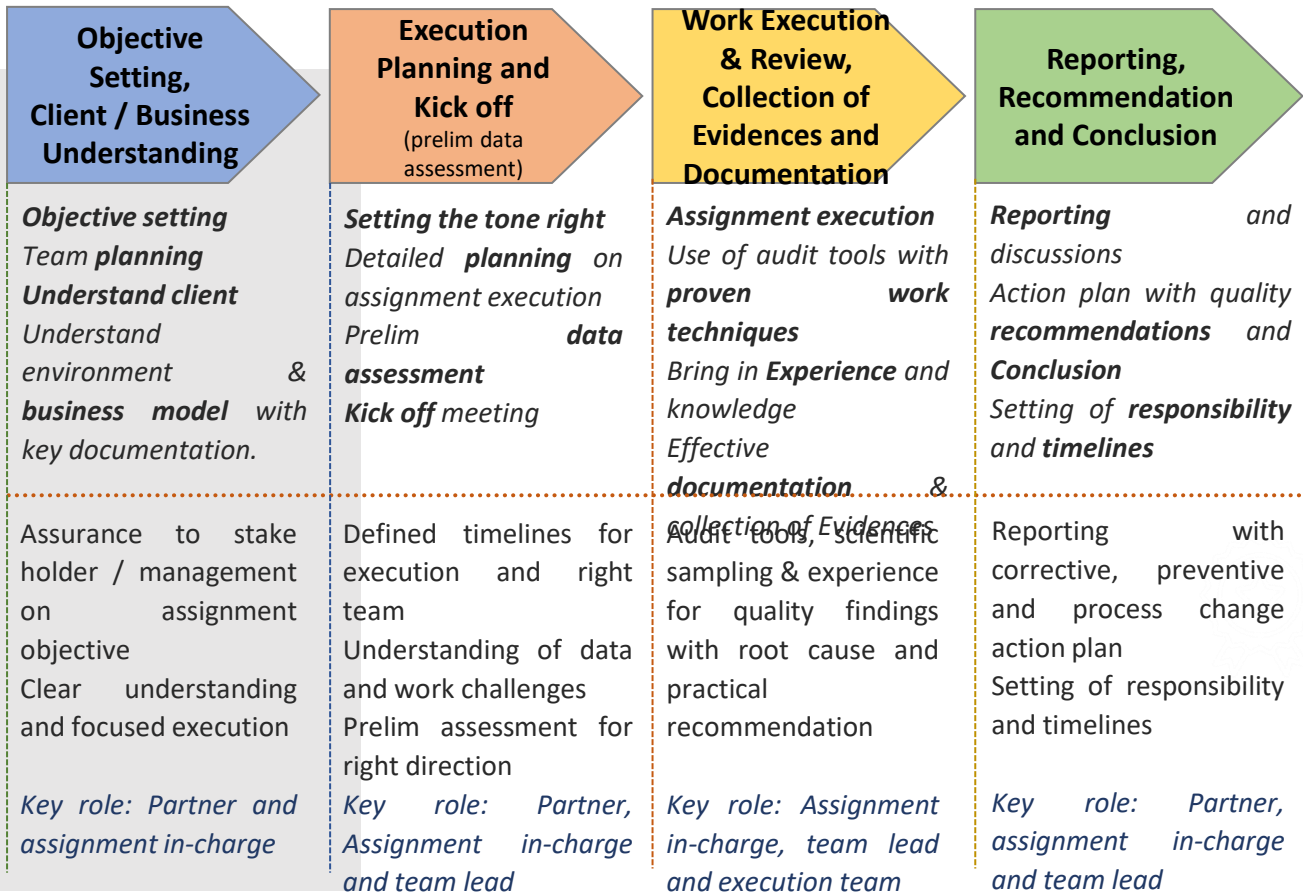 Objective
Setting,
Client / Business
Understanding
Execution
Planning and
Kick off
(prelim data
assessment)
Work Execution
& Review,
Collection of
Evidences and
Documentation
Reporting,
Recommendation
and Conclusion
Objective setting
Team planning
Understand client
Understand
environment &
business model with
key documentation.
Setting the tone right
Detailed planning on
assignment execution
Prelim data
assessment
Kick off meeting
Assignment execution
Use of audit tools with
proven work
techniques
Bring in Experience and
knowledge
Effective
documentation &
collection of Evidences
Reporting and
discussions
Action plan with quality
recommendations and
Conclusion
Setting of responsibility
and timelines
Assurance to stake
holder / management
on assignment
objective
Clear understanding
and focused execution
Key role: Partner and
assignment in-charge
Defined timelines for
execution and right
team
Understanding of data
and work challenges
Prelim assessment for
right direction
Key role: Partner,
Assignment in-charge
and team lead
Audit tools, scientific
sampling & experience
for quality findings
with root cause and
practical
recommendation
Key role: Assignment
in-charge, team lead
and execution team
Reporting with
corrective, preventive
and process change
action plan
Setting of responsibility
and timelines
Key role: Partner,
assignment in-charge
and team lead